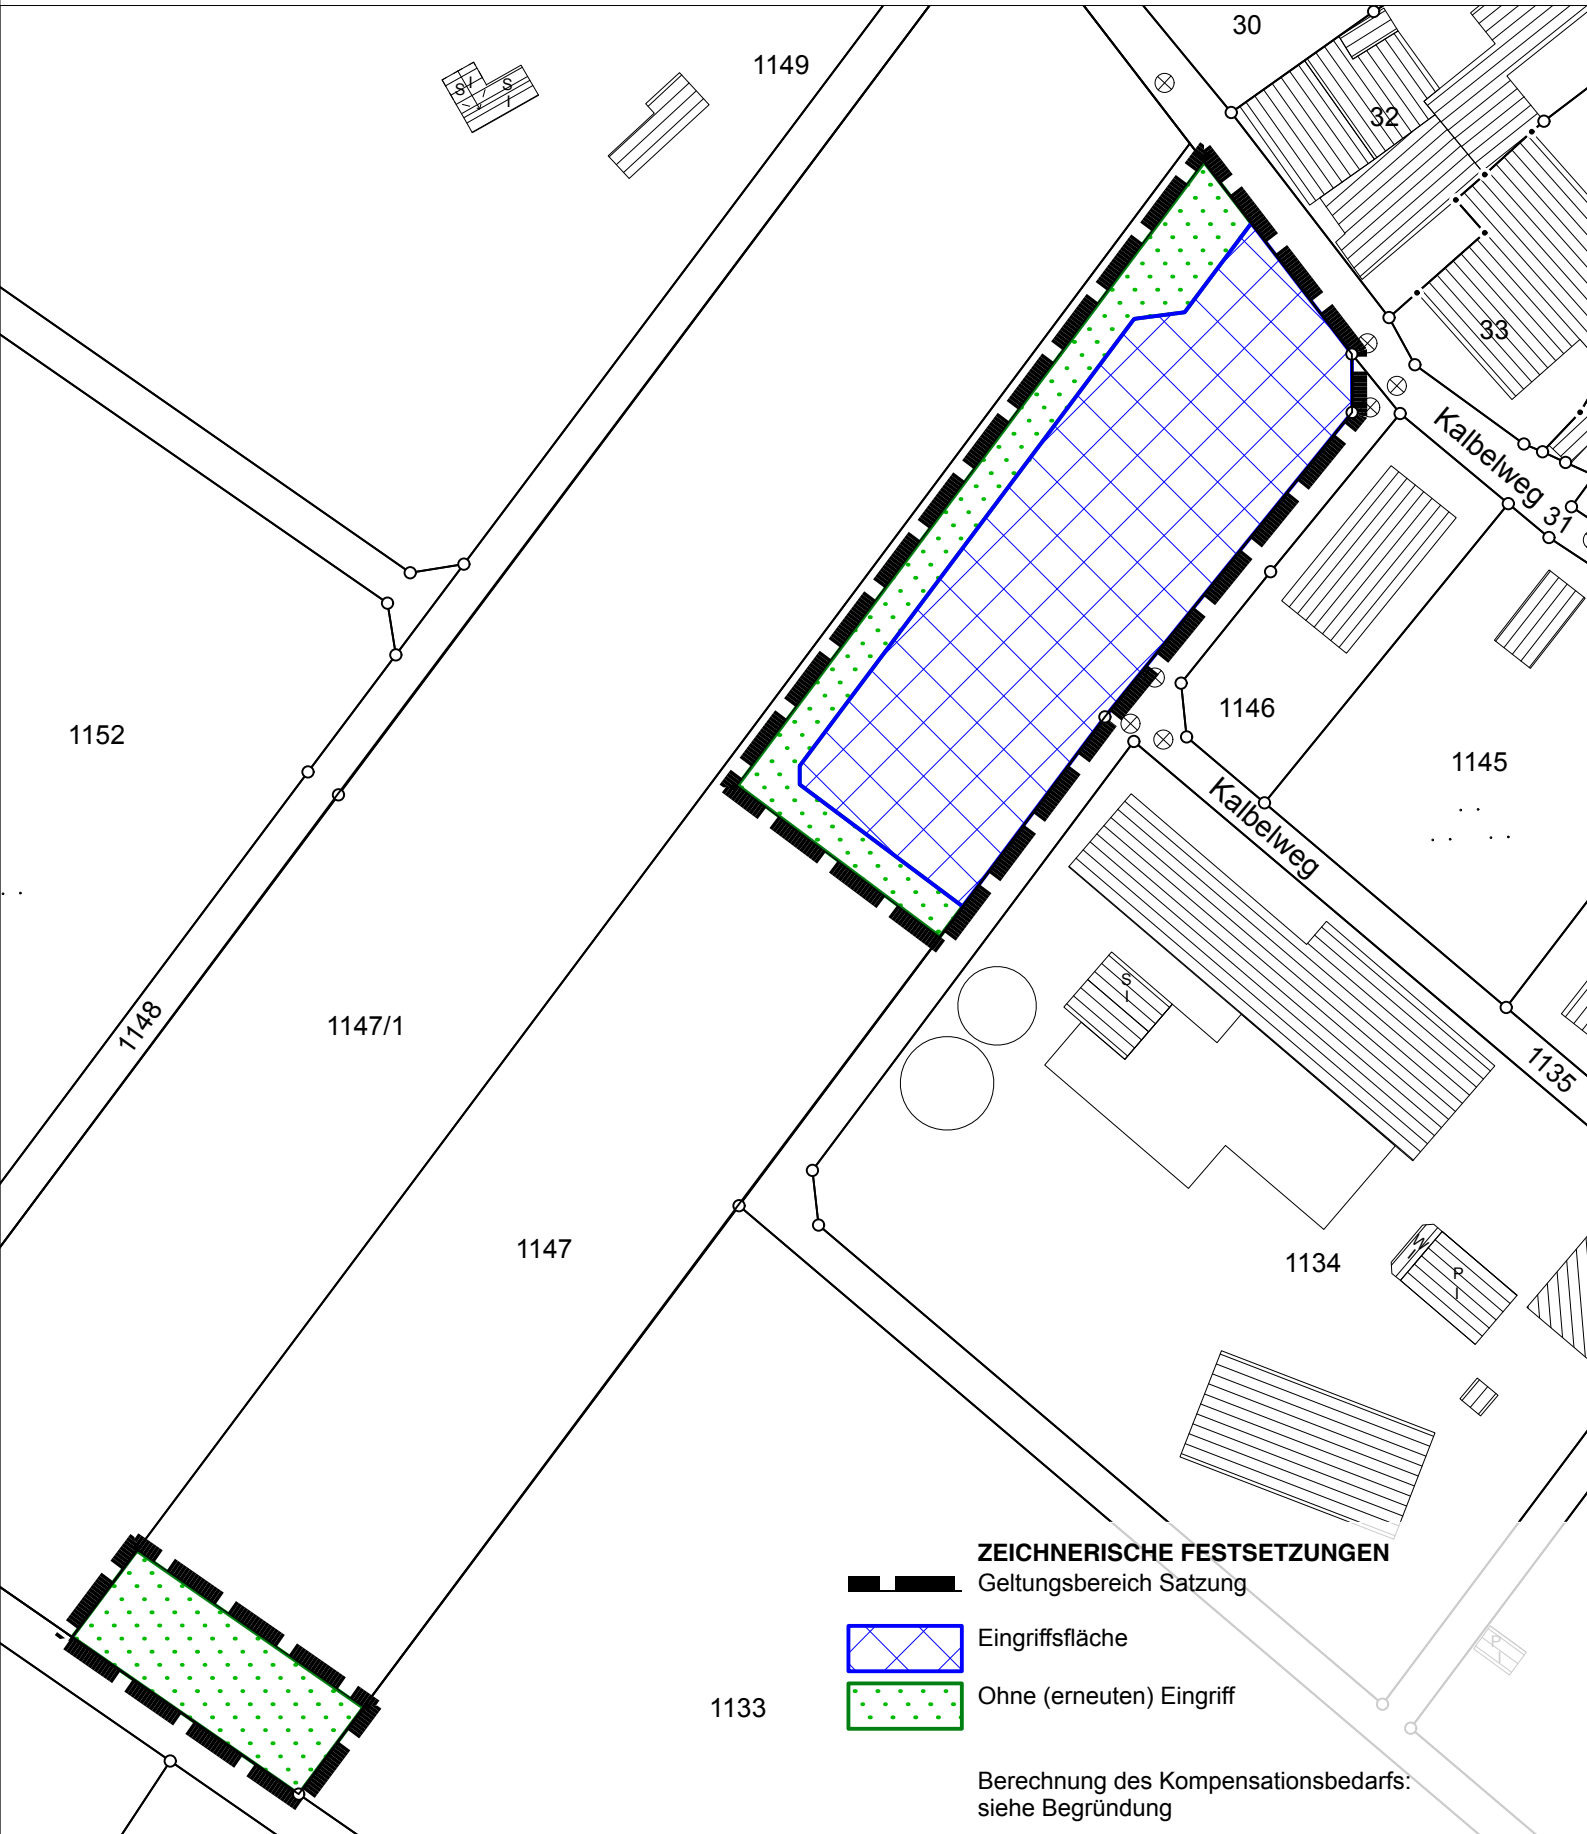 30
1149
S
I
S
I
32
33
Kalbelweg 31
1152
1146
1145
Kalbelweg
S
I
1148
1147/1
1135
1147
1134
W
P
I
ZEICHNERISCHE FESTSETZUNGEN
Geltungsbereich Satzung
Eingriffsfläche
P
I
Ohne (erneuten) Eingriff
1133
Berechnung des Kompensationsbedarfs:
siehe Begründung